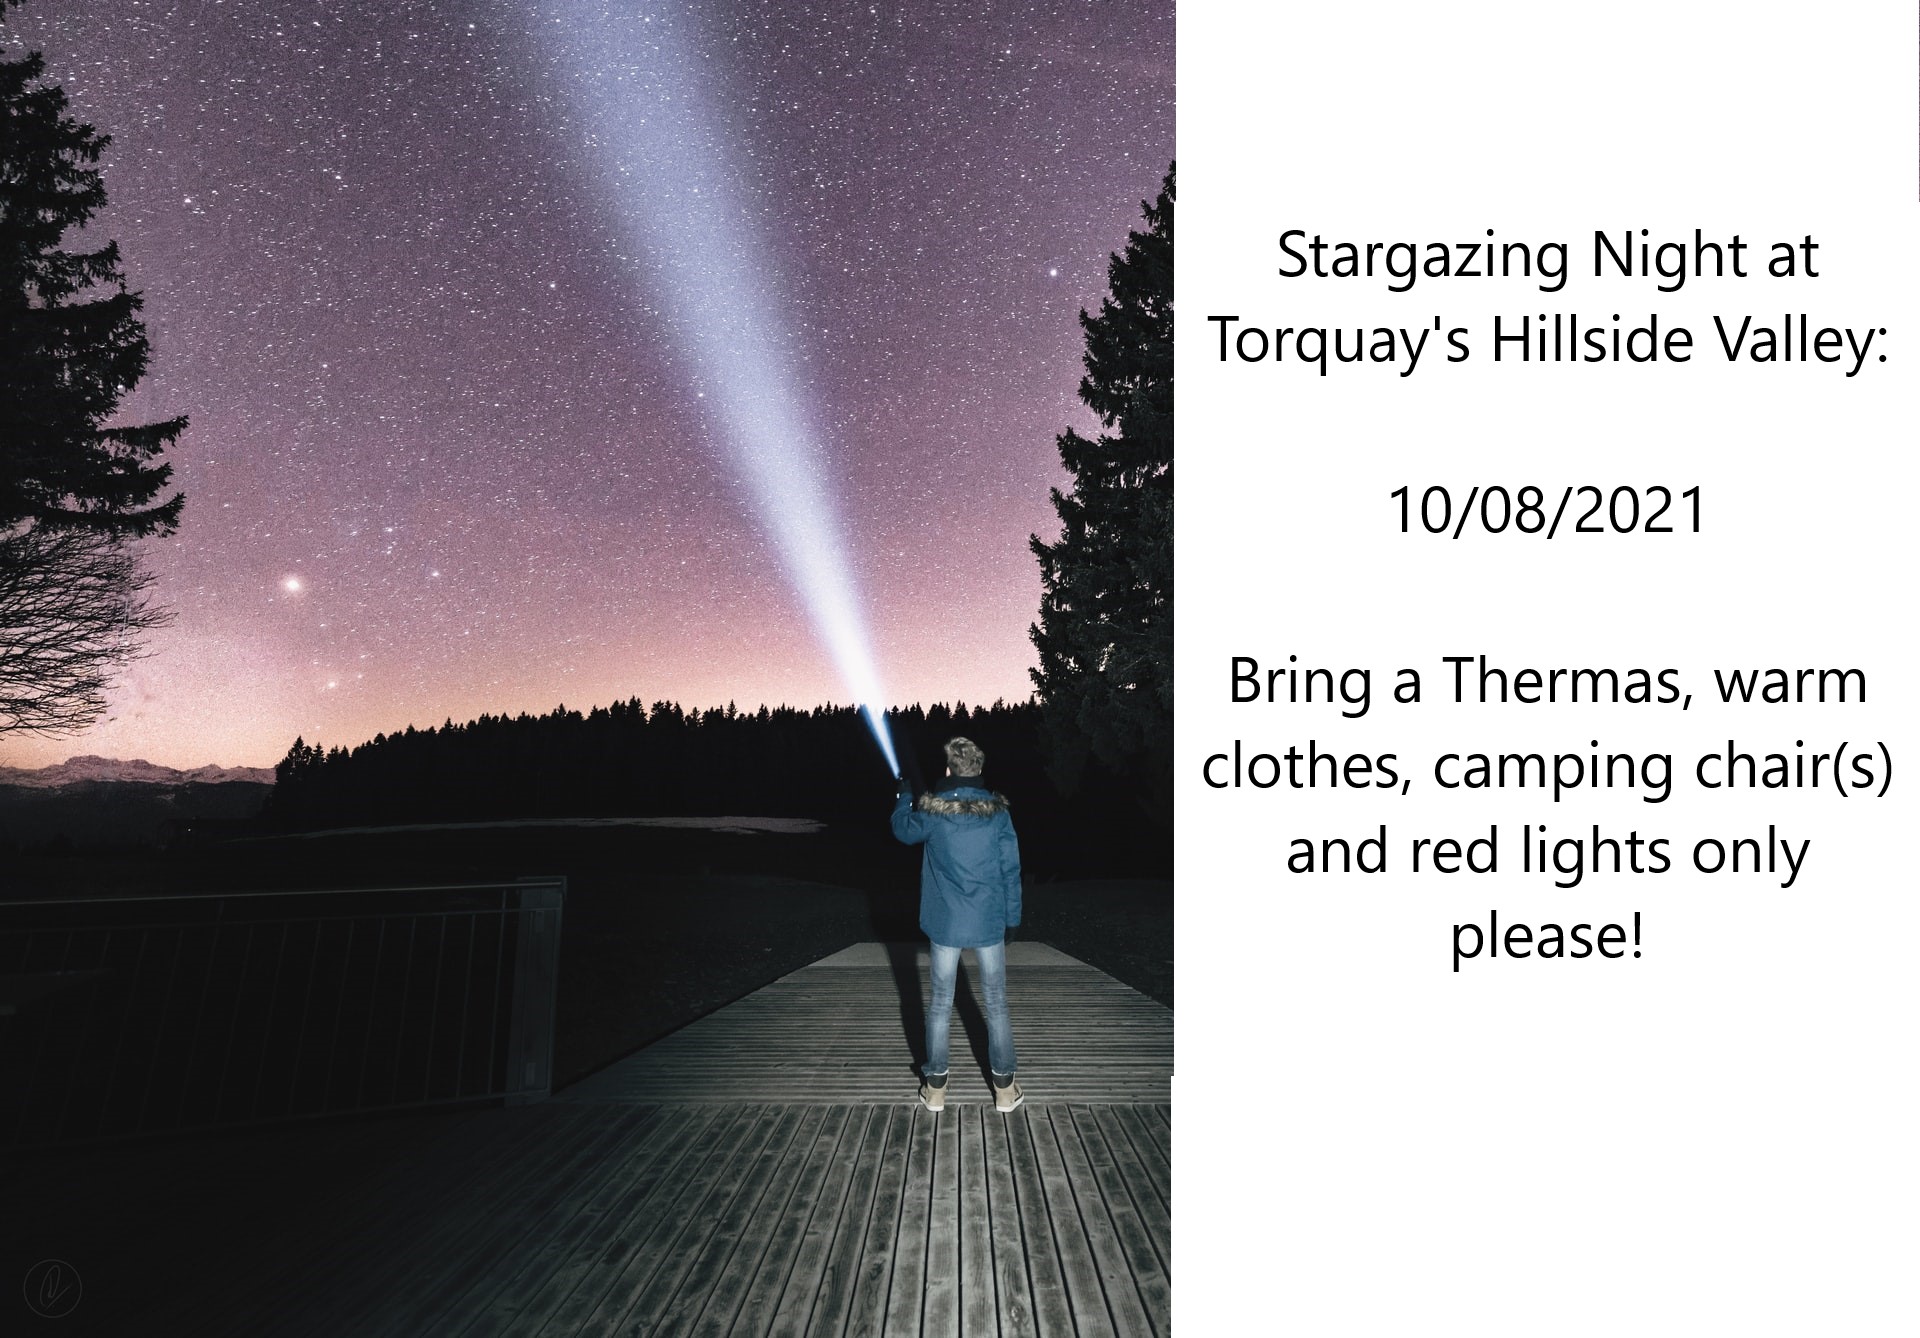 Stargazing Night at
Torquay's Hillside Valley:
10/08/2021
Bring a Thermas, warm
clothes, camping chair(s)
and red lights only
please!